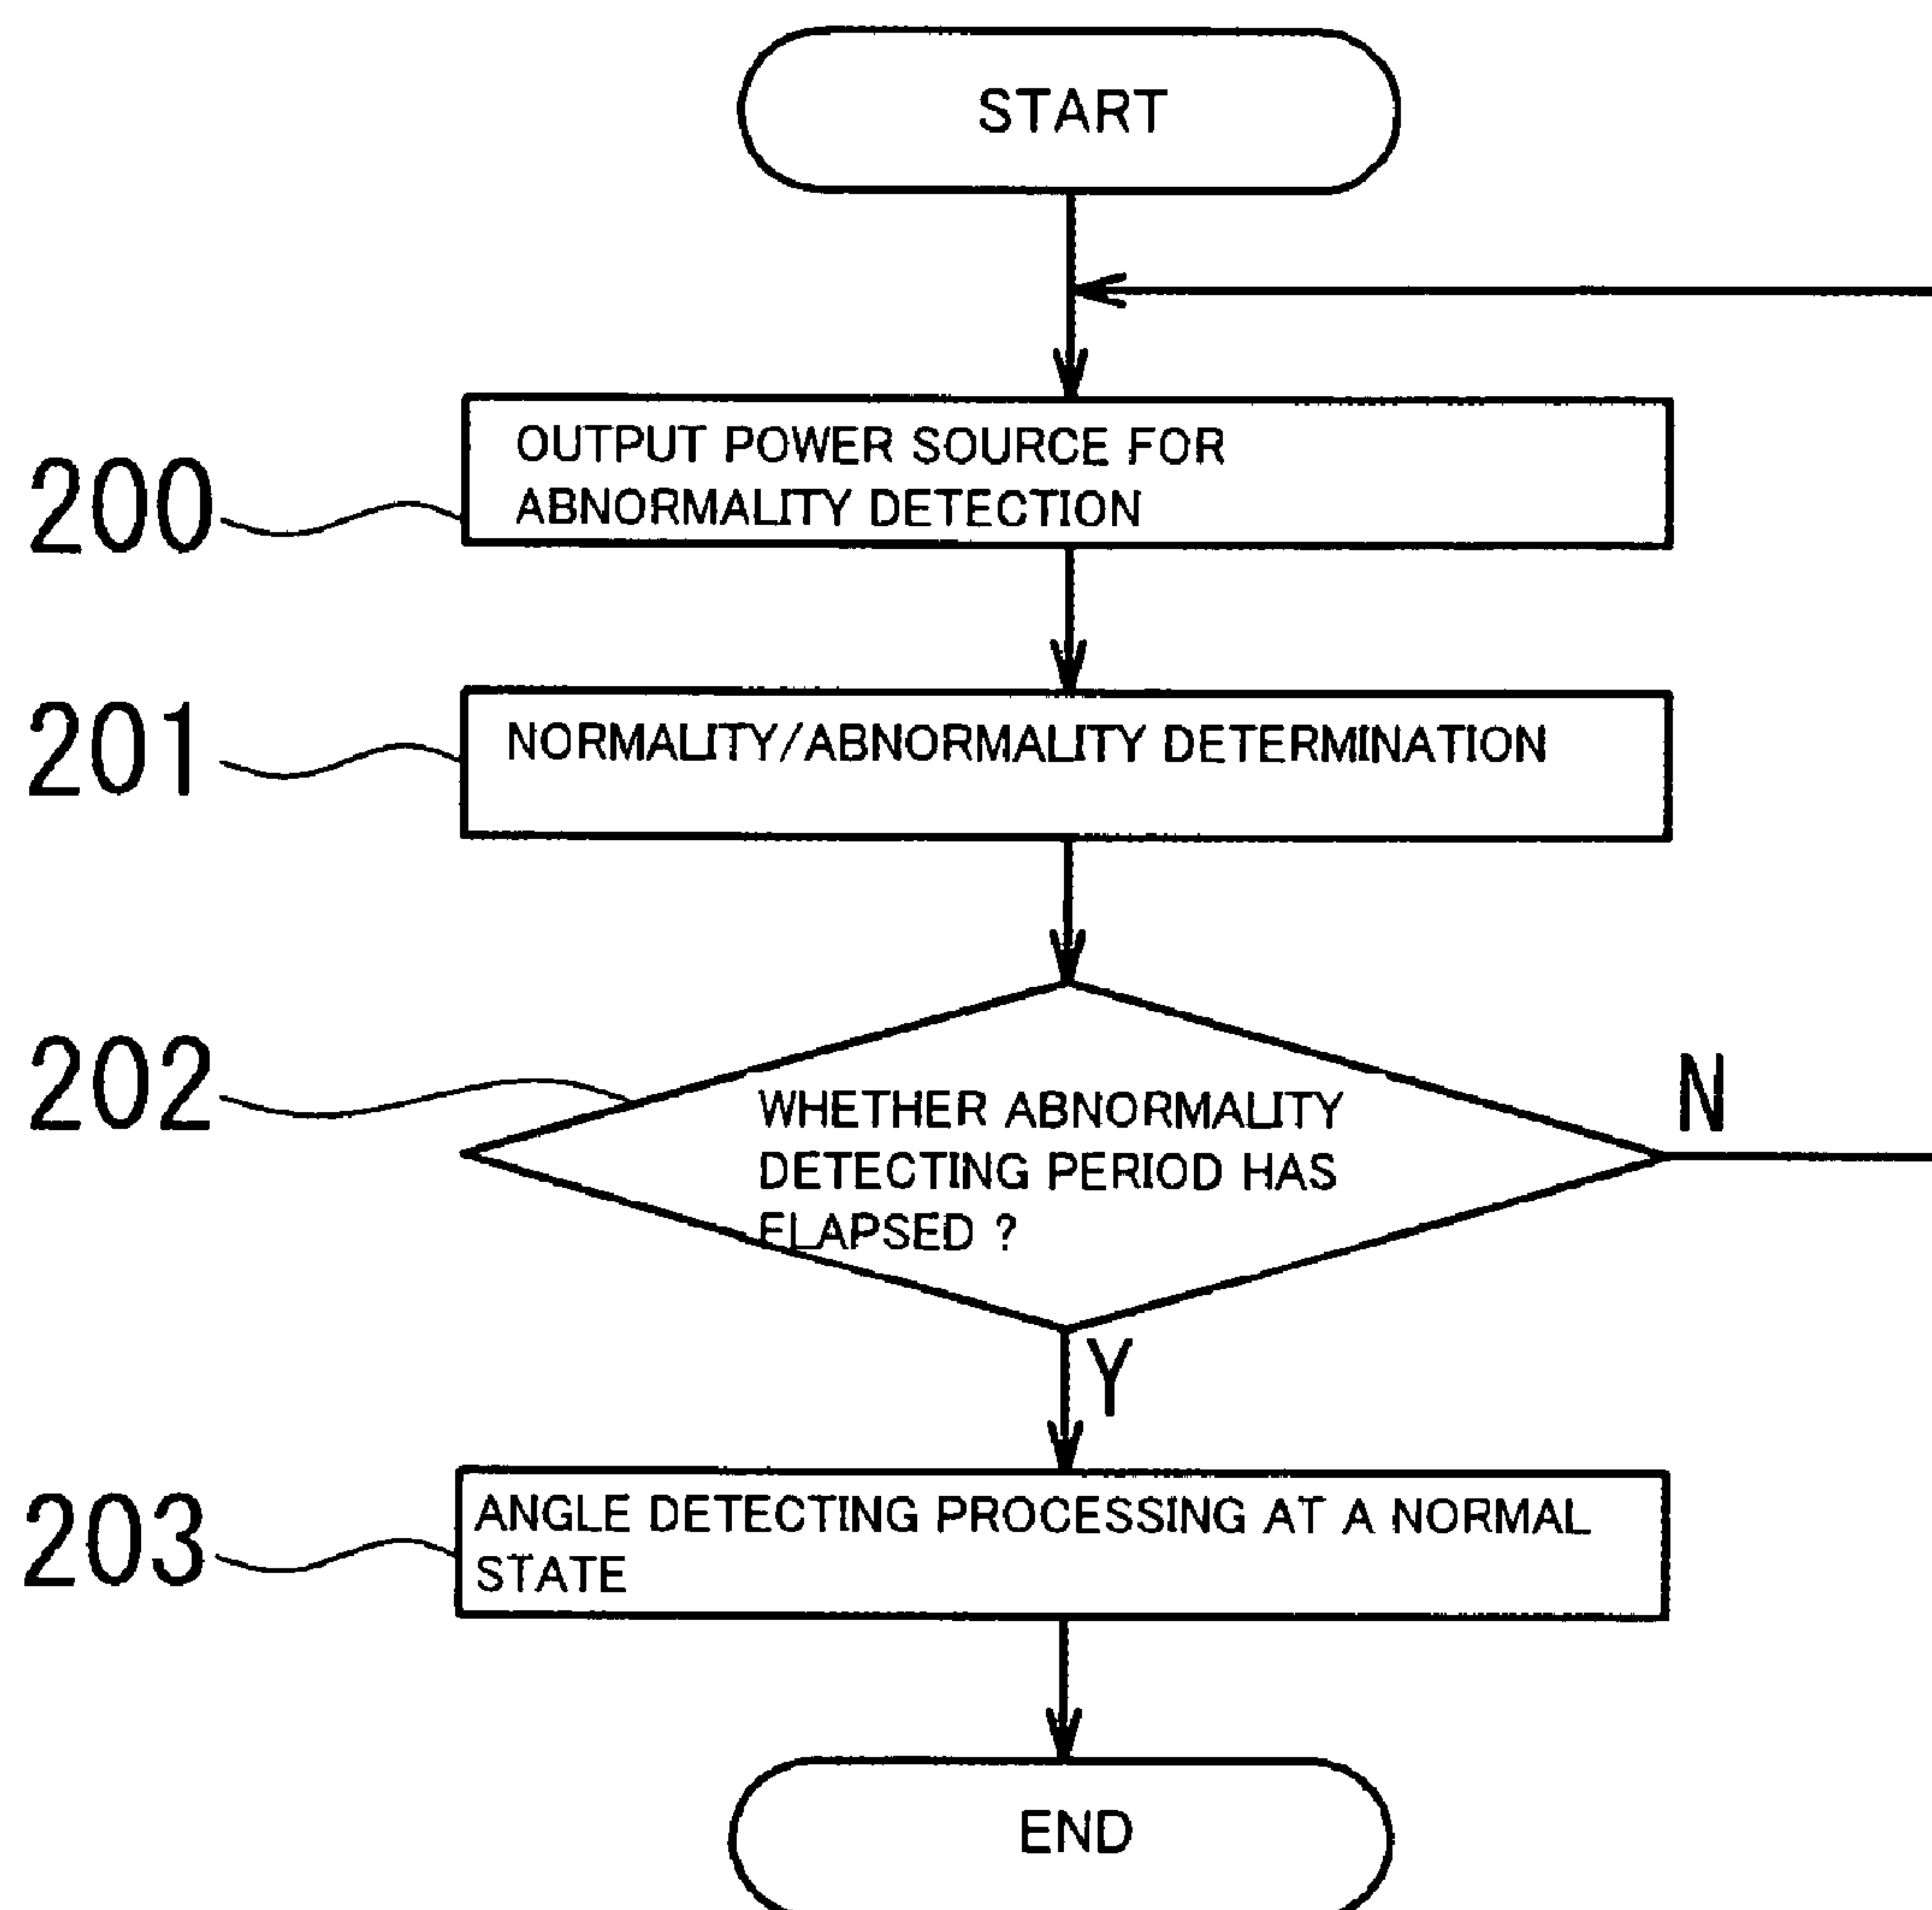 START
200
OUTPUT POWER SOURCE FOR
ABNORMALITY DETECTION
201
NORMALITY/ABNORMALITY DETERMINATION
202
WHETHER ABNORMALITY
DETECTING PERIOD HAS
ELAPSED ?
N
Y
203
ANGLE DETECTING PROCESSING AT A NORMAL
STATE
END